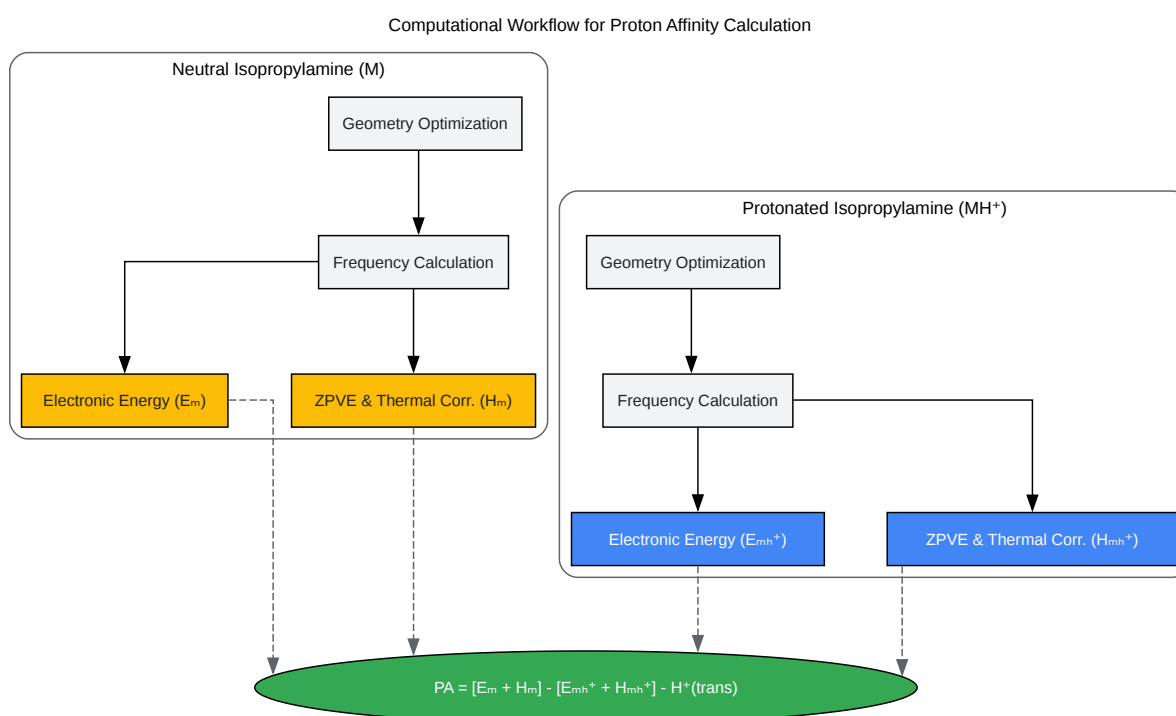 Computational Workflow for Proton Affinity Calculation
Neutral Isopropylamine (M)
Geometry Optimization
Frequency Calculation
Electronic Energy (Eₘ)
ZPVE & Thermal Corr. (Hₘ)
Protonated Isopropylamine (MH⁺)
Geometry Optimization
Frequency Calculation
Electronic Energy (Eₘₕ⁺)
ZPVE & Thermal Corr. (Hₘₕ⁺)
PA = [Eₘ + Hₘ] - [Eₘₕ⁺ + Hₘₕ⁺] - H⁺(trans)